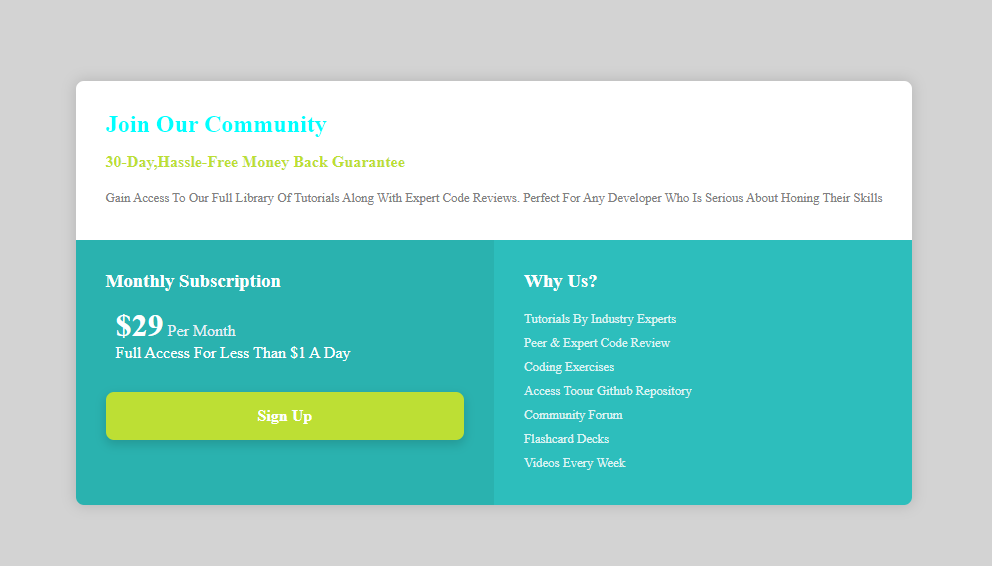 Join Our Community
30-Day,Hassle-Free Money Back Guarantee
Gain Access To Our Full Library Of Tutorials Along With Expert Code Reviews. Perfect For Any Developer Who Is Serious About Honing Their Skills
Monthly Subscription
$29 Per Month
Full Access For Less Than $1 A Day
Sign Up
Why Us?
Tutorials By Industry Experts
Peer & Expert Code Review
Coding Exercises
Access Toour Github Repository
Community Forum
Flashcard Decks
Videos Every Week